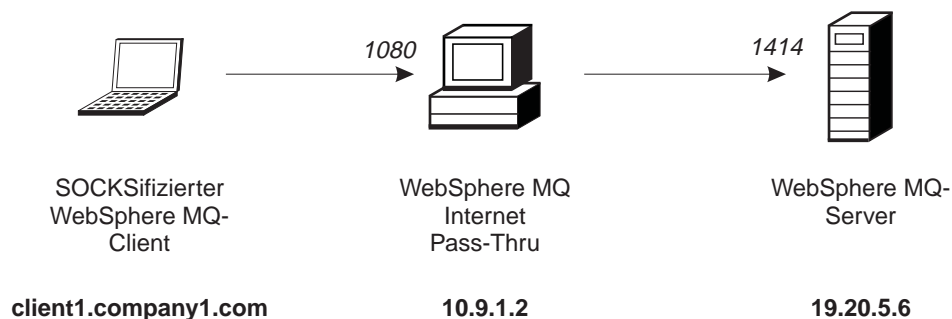 1080
1414
SOCKSifizierter
WebSphere MQ-
Client
WebSphere MQ
Internet
Pass-Thru
WebSphere MQ-
Server
client1.company1.com
10.9.1.2
19.20.5.6